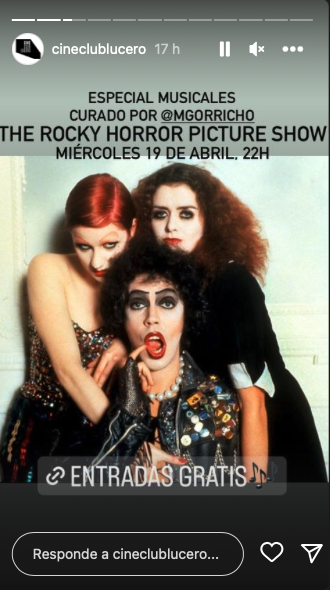 cineclublucero 17 h
ESPECIAL MUSICALES
CURADO POR @MGORRICHO
THE ROCKY HORROR PICTURE SHOW
MIÉRCOLES 19 DE ABRIL, 22H
ENTRADAS GRATIS
Responde a cineclublucero...